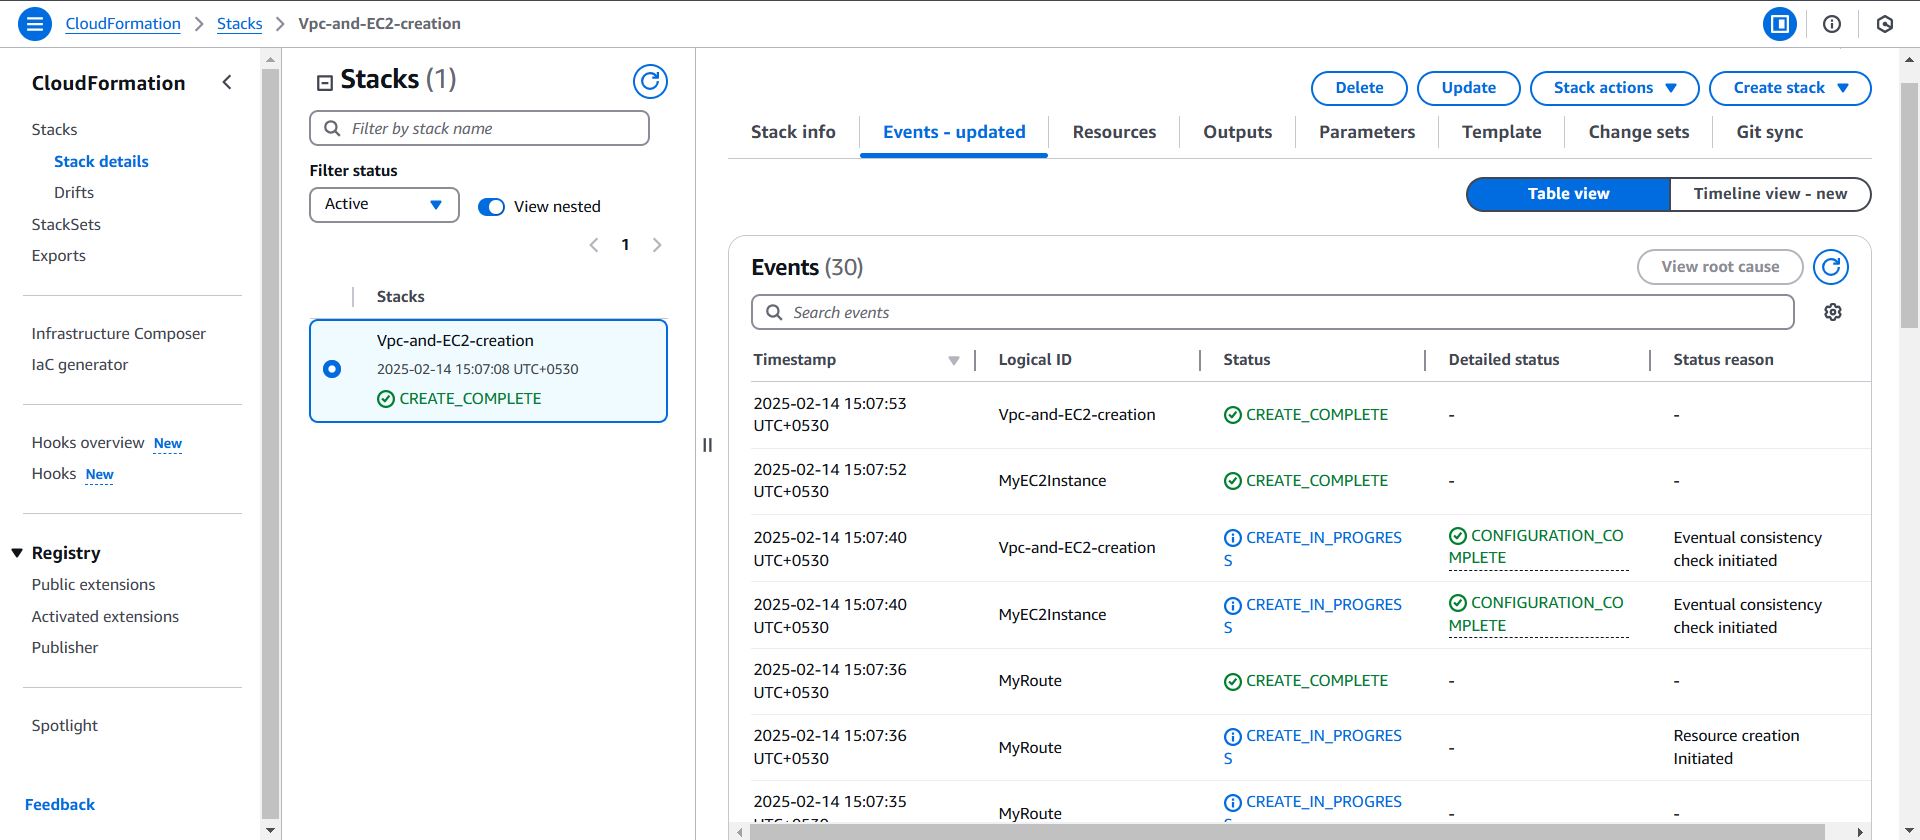 CloudFormation > Stacks > Vpc-and-EC2-creation
CloudFormation
Stacks
Stack details
Drifts
StackSets
Exports
Infrastructure Composer
IaC generator
Hooks overview New
Hooks New
Registry
Public extensions
Activated extensions
Publisher
Spotlight
Feedback
Stacks (1)
Filter by stack name
Filter status
Active
View nested
1
Stacks
Vpc-and-EC2-creation
2025-02-14 15:07:08 UTC+0530
CREATE_COMPLETE
Delete Update Stack actions Create stack
Stack info Events - updated Resources Outputs Parameters Template Change sets Git sync
Table view Timeline view - new
Events (30) View root cause
Search events
Timestamp Logical ID Status Detailed status Status reason
2025-02-14 15:07:53
UTC+0530
Vpc-and-EC2-creation
CREATE_COMPLETE
-
-
2025-02-14 15:07:52
UTC+0530
MyEC2Instance
CREATE_COMPLETE
-
-
2025-02-14 15:07:40
UTC+0530
Vpc-and-EC2-creation
CREATE_IN_PROGRES
S
CONFIGURATION_CO
MPLETE
Eventual consistency
check initiated
2025-02-14 15:07:40
UTC+0530
MyEC2Instance
CREATE_IN_PROGRES
S
CONFIGURATION_CO
MPLETE
Eventual consistency
check initiated
2025-02-14 15:07:36
UTC+0530
MyRoute
CREATE_COMPLETE
-
-
2025-02-14 15:07:36
UTC+0530
MyRoute
CREATE_IN_PROGRES
S
-
Resource creation
Initiated
2025-02-14 15:07:35
MyRoute
CREATE_IN_PROGRES
-
-